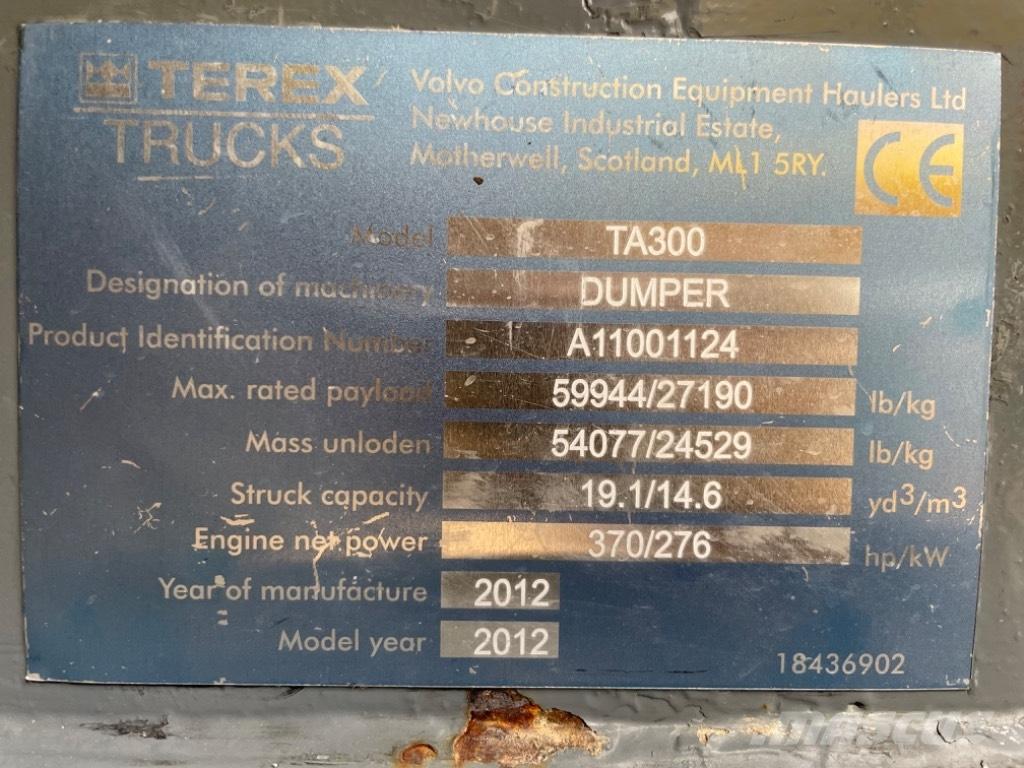 TEREX
TRUCKS
Volvo Construction Equipment Haulers Ltd
Newhouse Industrial Estate,
Motherwell, Scotland, ML1 5RY.
CE
Model TA300
Designation of machinery DUMPER
Product Identification Number A11001124
Max. rated payload 59944/27190 lb/kg
Mass unloden 54077/24529 lb/kg
Struck capacity 19.1/14.6 yd³/m³
Engine net power 370/276 hp/kW
Year of manufacture 2012
Model year 2012
18436902